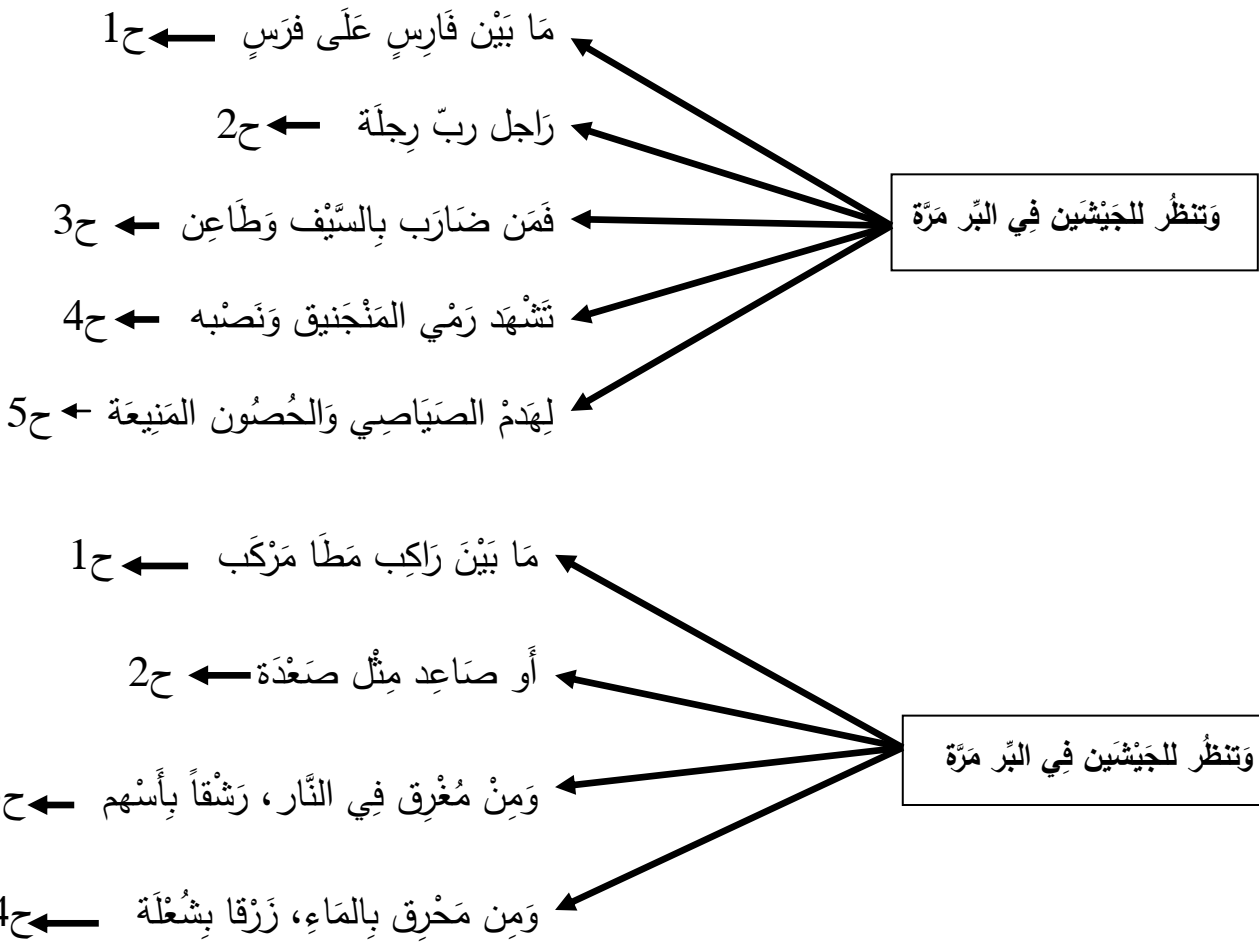 مَا بَيْن فَارِسٍ عَلَى فرَسٍ ح1
رَاجل ربّ رِجلَة ح2
فَمَن ضَارَب بِالسَّيْف وَطَاعِن ح3
وَتنظُر للجَيْشَين فِي البِّر مَرَّة
تَشْهَد رَمْي المَنْجَنيق وَنَصْبه ح4
لِهَدمْ الصَيَاصِي وَالحُصُون المَنِيعَة ح5
مَا بَيْنَ رَاكِب مَطَا مَرْكَب ح1
أَو صَاعِد مِثْل صَعْدَة ح2
وَتنظُر للجَيْشَين فِي البِّر مَرَّة
وَمِنْ مُغْرِق فِي النَّار، رَشْقاً بِأَسْهم ح
وَمِن مَحْرِق بِالمَاءِ، زَرْقا بِشُعْلَة ح4